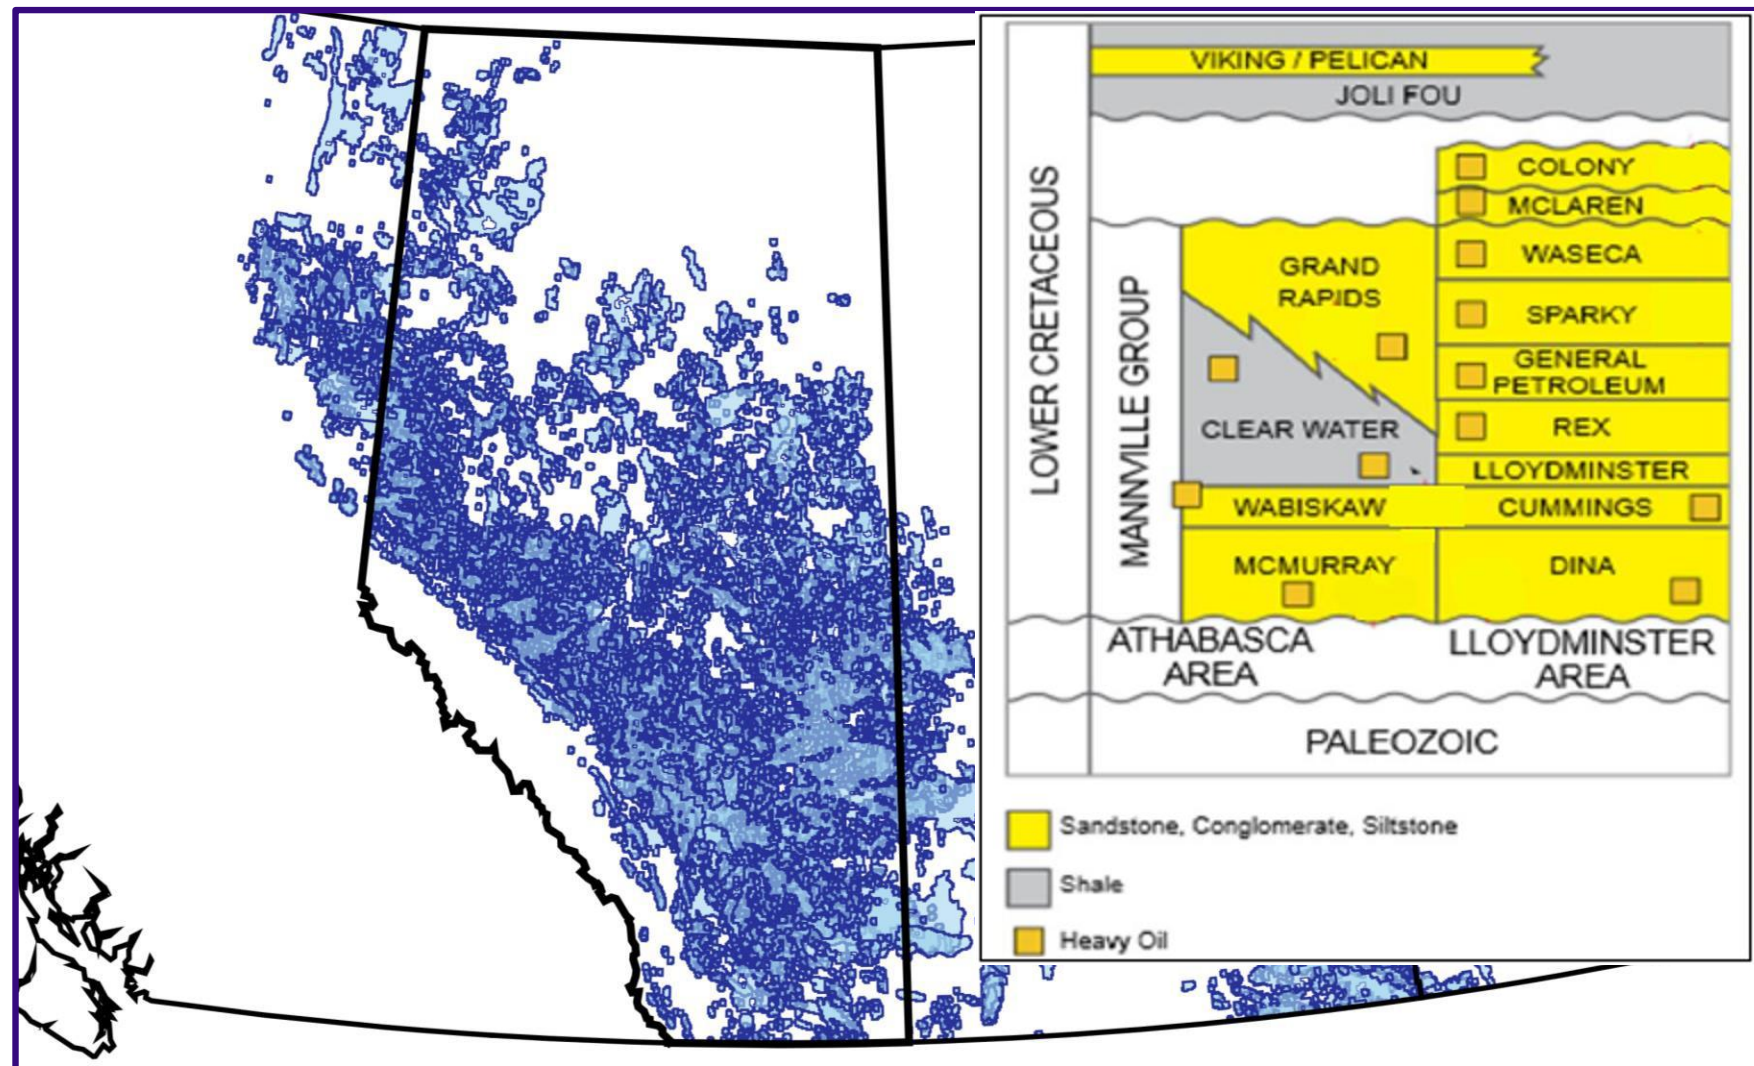 VIKING / PELICAN
JOLI FOU
LOWER CRETACEOUS
MANNVILLE GROUP
GRAND
RAPIDS
CLEAR WATER
WABISKAW
MCMURRAY
COLONY
MCLAREN
WASECA
SPARKY
GENERAL
PETROLEUM
REX
LLOYDMINSTER
CUMMINGS
DINA
ATHABASCA
AREA
LLOYDMINSTER
AREA
PALEOZOIC
Sandstone, Conglomerate, Siltstone
Shale
Heavy Oil